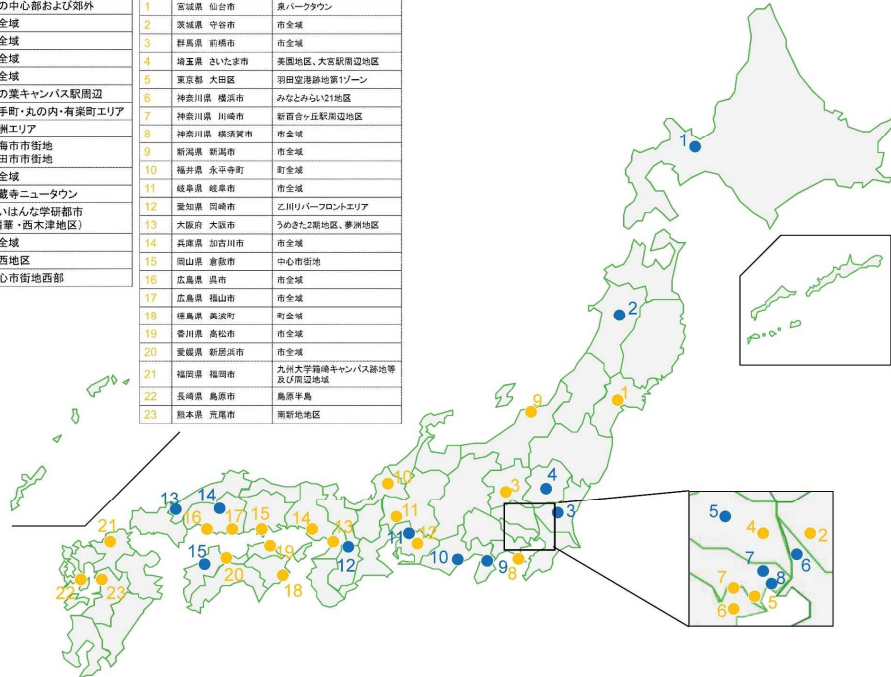 の中心部および郊外
全域
全域
全域
全域
の葉キャンパス駅周辺
手町・丸の内・有楽町エリア
洲エリア
海市市街地
田市市街地
全域
蔵寺ニュータウン
いはんな学研都市
華・西木津地区）
全域
西地区
心市街地西部
1 宮城県 仙台市 泉パークタウン
2 茨城県 守谷市 市全域
3 群馬県 前橋市 市全域
4 埼玉県 さいたま市 美園地区、大宮駅周辺地区
5 東京都 大田区 羽田空港跡地第1ゾーン
6 神奈川県 横浜市 みなとみらい21地区
7 神奈川県 川崎市 新百合ヶ丘駅周辺地区
8 神奈川県 横須賀市 市全域
9 新潟県 新潟市 市全域
10 福井県 永平寺町 町全域
11 岐阜県 岐阜市 市全域
12 愛知県 岡崎市 乙川リバーフロントエリア
13 大阪府 大阪市 うめきた2期地区、夢洲地区
14 兵庫県 加古川市 市全域
15 岡山県 倉敷市 中心市街地
16 広島県 呉市 市全域
17 広島県 福山市 市全域
18 徳島県 美波町 町全域
19 香川県 高松市 市全域
20 愛媛県 新居浜市 市全域
21 福岡県 福岡市 九州大学箱崎キャンパス跡地等
及び周辺地域
22 長崎県 島原市 島原半島
23 熊本県 荒尾市 南新地地区
1
2
1
9
4
3
3
10
11
11
12
13
14
16
17
15
14
13
12
21
15
20
19
18
22
23
10
9
8
5
4
2
6
7
8
7
5
6